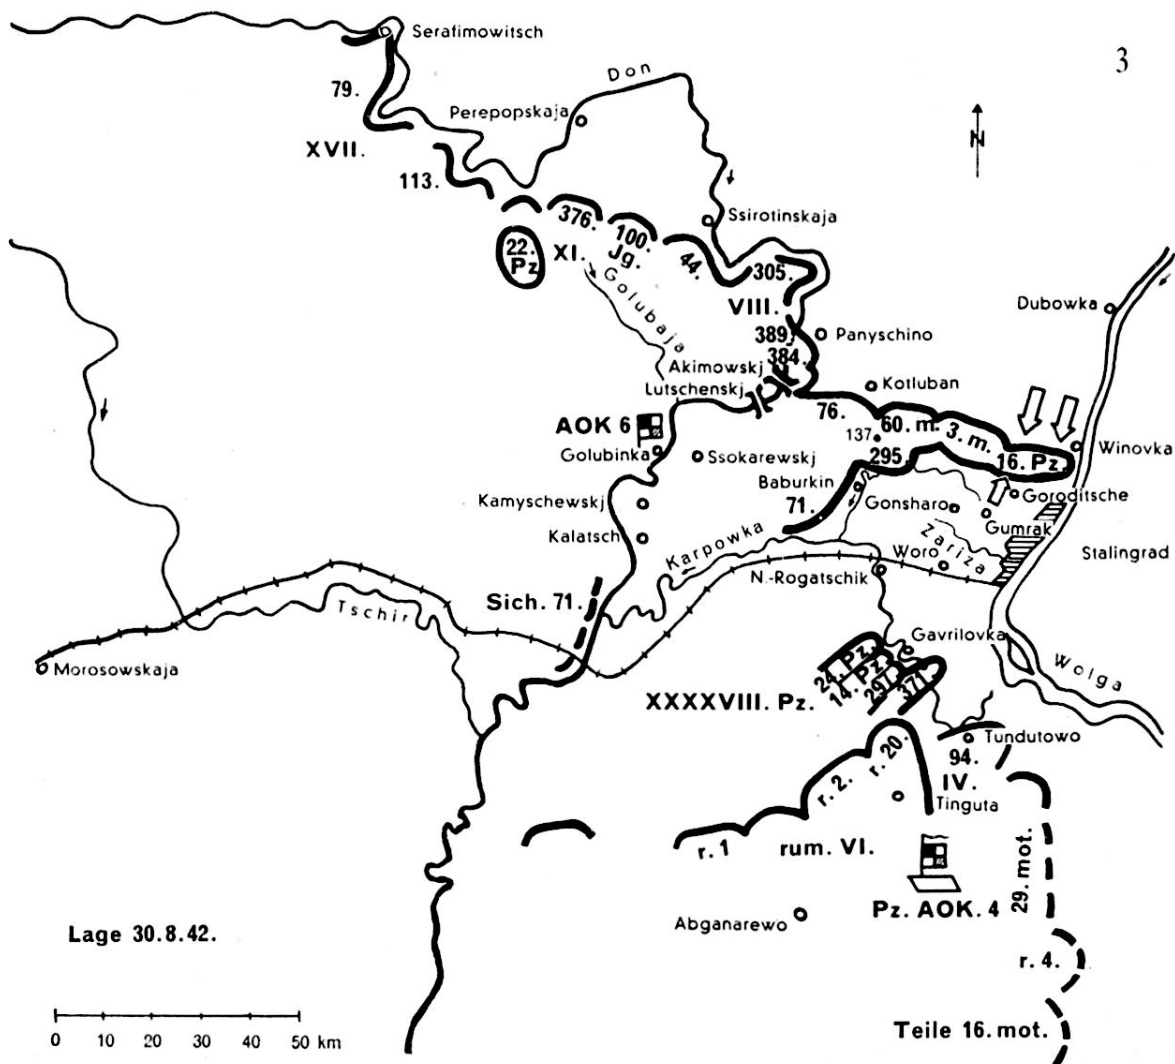 3
Serafimowitsch
Don
79.
Perepopskaja
N
XVII.
113.
376.
Ssirotinskaja
100.
Jg.
22.
Pz
XI.
44.
305.
Golubaja
VIII.
Dubowka
389.
Panyschino
384.
Akimowskj
Lutschenskj
Kotluban
76.
60. m.
3. m.
AOK 6
137.
16. Pz.
Winovka
Golubinka
Ssokarewskj
295.
Baburkin
Goroditsche
Kamyschewskj
71.
Gonsharo
Gumrak
Kalatsch
Karpowka
Zariza
Woro
Stalingrad
N.-Rogatschik
Sich. 71.
Tschir
Gavrilovka
Morosowskaja
24. Pz.
14. Pz.
297.
371.
Wolga
XXXXVIII. Pz.
Tundutowo
r. 20.
94.
IV.
r. 2.
Tinguta
r. 1
rum. VI.
29. mot.
Pz. AOK. 4
Abganarewo
Lage 30.8.42.
r. 4.
0 10 20 30 40 50 km
Teile 16. mot.